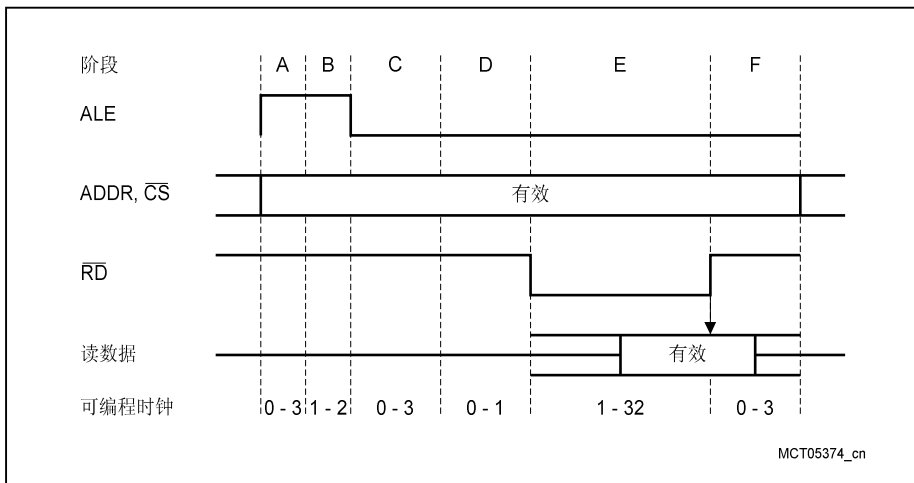 阶段 A B C D E F
ALE
ADDR, CS 有效
RD
读数据 有效
可编程时钟 0 - 3 1 - 2 0 - 3 0 - 1 1 - 32 0 - 3
MCT05374_cn